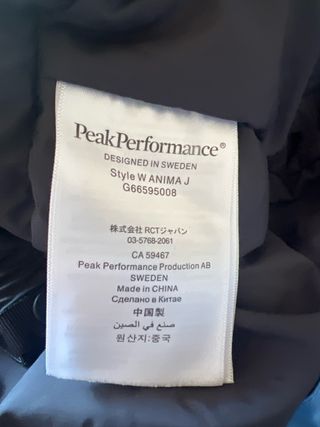 PeakPerformance®
DESIGNED IN SWEDEN
Style W ANIMA J
G66595008
株式会社 RCTジャパン
03-5768-2061
CA 59467
Peak Performance Production AB
SWEDEN
Made in CHINA
Сделано в Китае
中国製
صنع في الصين
원산지:중국